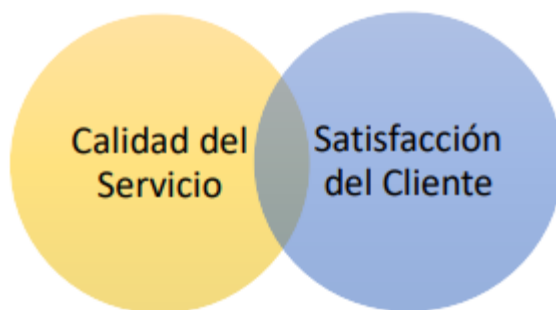 Calidad del
Servicio
Satisfacción
del Cliente